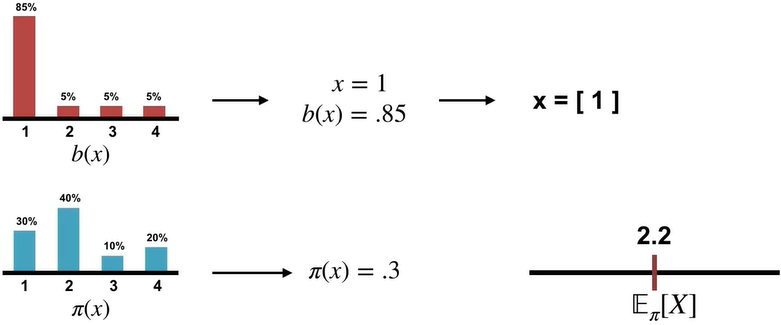 85%
5% 5% 5%
1 2 3 4
b(x)
x = 1
b(x) = .85
x = [ 1 ]
40%
30%
20%
10%
1 2 3 4
π(x)
π(x) = .3
2.2
𝔼π[X]